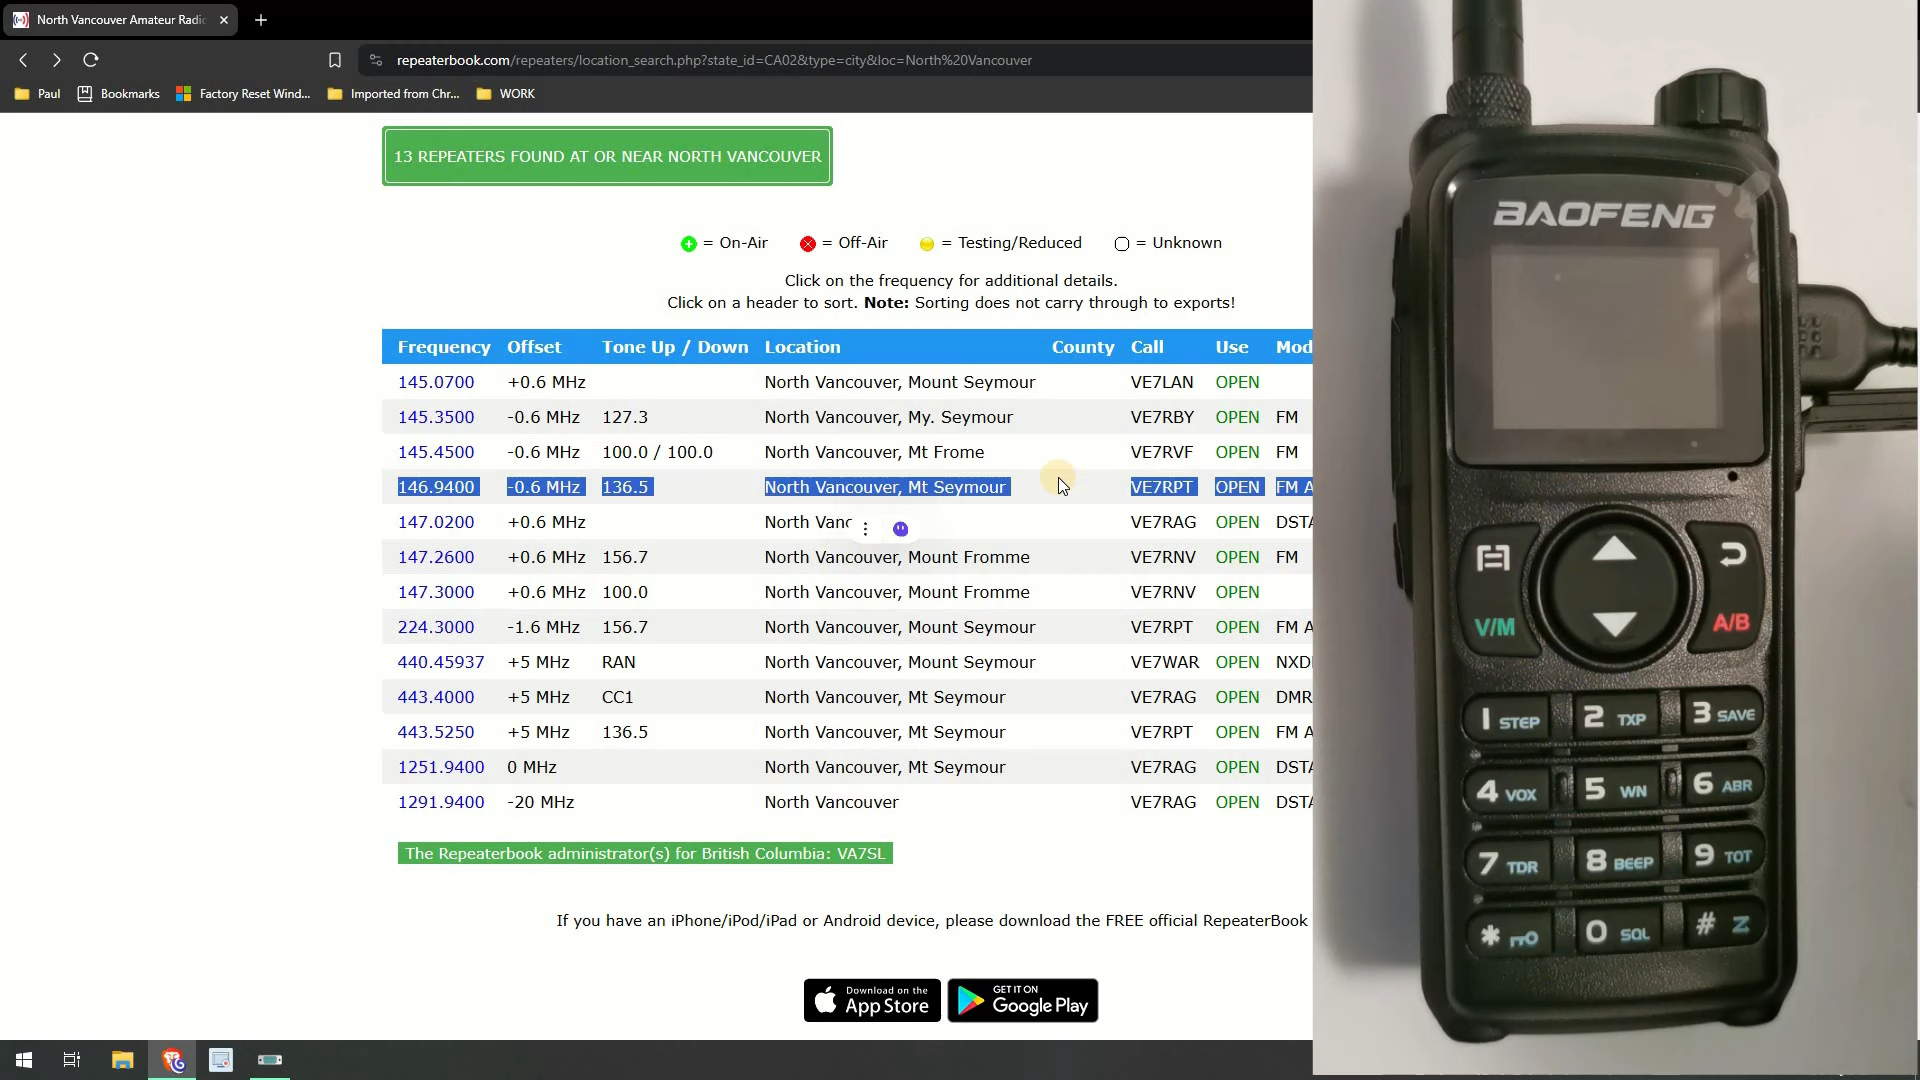 North Vancouver Amateur Radio
repeaterbook.com/repeaters/location_search.php?state_id=CA02&type=city&loc=North%20Vancouver
Paul Bookmarks Factory Reset Wind... Imported from Chr... WORK
13 REPEATERS FOUND AT OR NEAR NORTH VANCOUVER
= On-Air = Off-Air = Testing/Reduced = Unknown
Click on the frequency for additional details.
Click on a header to sort. Note: Sorting does not carry through to exports!
Frequency Offset Tone Up / Down Location County Call Use Mod
145.0700 +0.6 MHz North Vancouver, Mount Seymour VE7LAN OPEN
145.3500 -0.6 MHz 127.3 North Vancouver, My. Seymour VE7RBY OPEN FM
145.4500 -0.6 MHz 100.0 / 100.0 North Vancouver, Mt Frome VE7RVF OPEN FM
146.9400 -0.6 MHz 136.5 North Vancouver, Mt Seymour VE7RPT OPEN FM A
147.0200 +0.6 MHz North Vanc VE7RAG OPEN DSTA
147.2600 +0.6 MHz 156.7 North Vancouver, Mount Fromme VE7RNV OPEN FM
147.3000 +0.6 MHz 100.0 North Vancouver, Mount Fromme VE7RNV OPEN
224.3000 -1.6 MHz 156.7 North Vancouver, Mount Seymour VE7RPT OPEN FM A
440.45937 +5 MHz RAN North Vancouver, Mount Seymour VE7WAR OPEN NXD
443.4000 +5 MHz CC1 North Vancouver, Mt Seymour VE7RAG OPEN DMR
443.5250 +5 MHz 136.5 North Vancouver, Mt Seymour VE7RPT OPEN FM A
1251.9400 0 MHz North Vancouver, Mt Seymour VE7RAG OPEN DSTA
1291.9400 -20 MHz North Vancouver VE7RAG OPEN DSTA
The Repeaterbook administrator(s) for British Columbia: VA7SL
If you have an iPhone/iPod/iPad or Android device, please download the FREE official RepeaterBook
Download on the
App Store
GET IT ON
Google Play
BAOFENG
V/M A/B
1 STEP 2 TXP 3 SAVE
4 VOX 5 WN 6 ABR
7 TDR 8 BEEP 9 TOT
* 0 SQL # Z